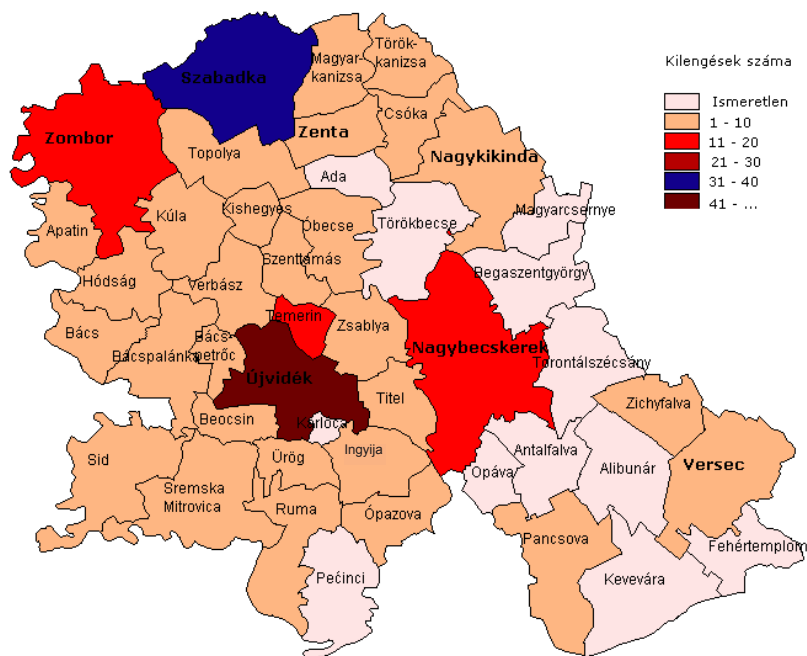 Kilengések száma
Ismeretlen
1 - 10
11 - 20
21 - 30
31 - 40
41 - ...
Magyar-
kanizsa
Török-
kanizsa
Szabadka
Csóka
Zenta
Zombor
Topolya
Nagykikinda
Ada
Magyarcsernye
Kishegyes
Óbecse
Törökbecse
Kúla
Apatin
Szenttamás
Begaszentgyörgy
Hódság
Verbász
Temerin
Zsablya
Bács
Bács-
petrőc
Bácspalánka
Nagybecskerek
Torontálszécsány
Újvidék
Titel
Zichyfalva
Beocsin
Karlóca
Ingyija
Antalfalva
Sid
Ürög
Opáva
Alibunár
Versec
Sremska
Mitrovica
Ruma
Ópazova
Pancsova
Fehértemplom
Pećinci
Kevevára